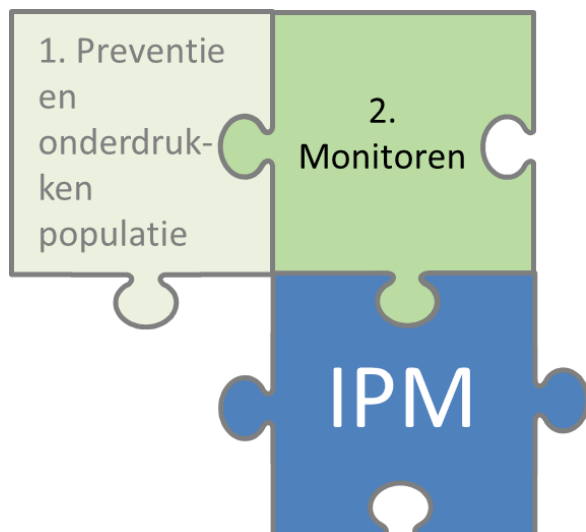 1. Preventie
en
onderdruk-
ken
populatie
2.
Monitoren
IPM